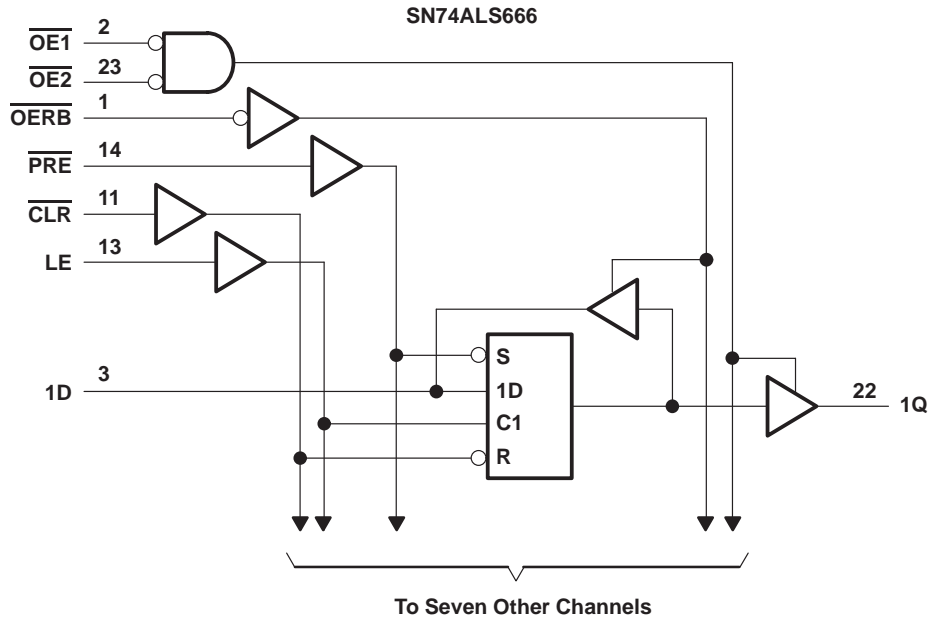 SN74ALS666
OE1 2
OE2 23
OERB 1
PRE 14
CLR 11
LE 13
S
1D 3 1D
C1
22 1Q
R
To Seven Other Channels